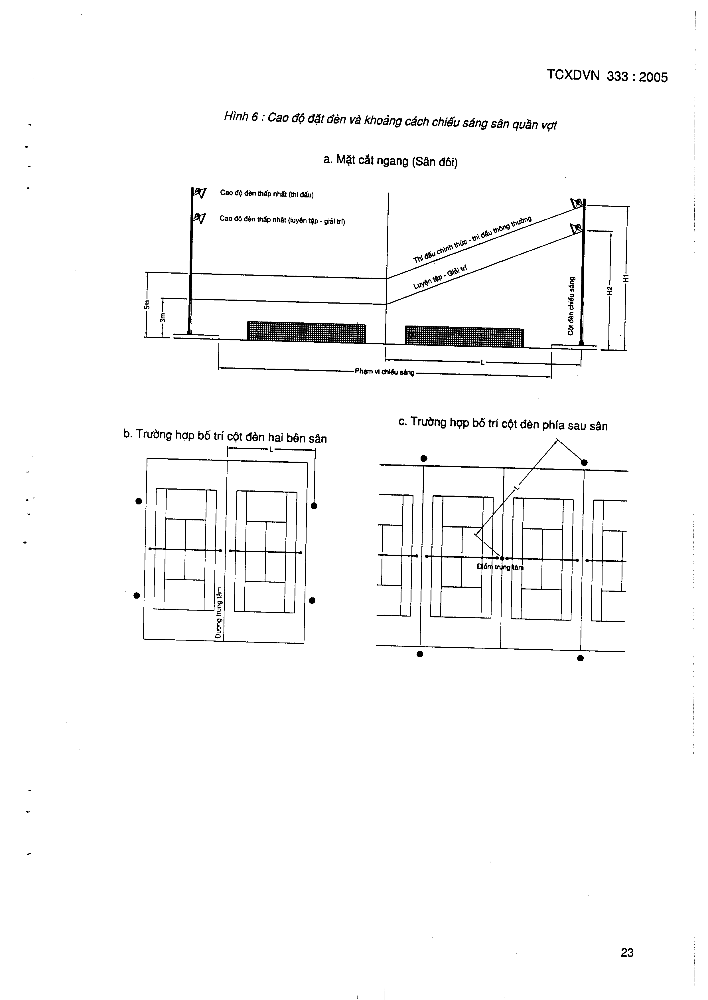 TCXDVN 333 : 2005
Hình 6 : Cao độ đặt đèn và khoảng cách chiếu sáng sân quần vợt
a. Mặt cắt ngang (Sân đôi)
Cao độ đèn thấp nhất (thi đấu)
Cao độ đèn thấp nhất (luyện tập - giải trí)
Thi đấu chính thức - thi đấu thông thường
Luyện tập - Giải trí
5m
3m
Cột đèn chiếu sáng
H2
H1
L
Phạm vi chiếu sáng
b. Trường hợp bố trí cột đèn hai bên sân
L
Đường trung tâm
c. Trường hợp bố trí cột đèn phía sau sân
L
Điểm trung tâm
23